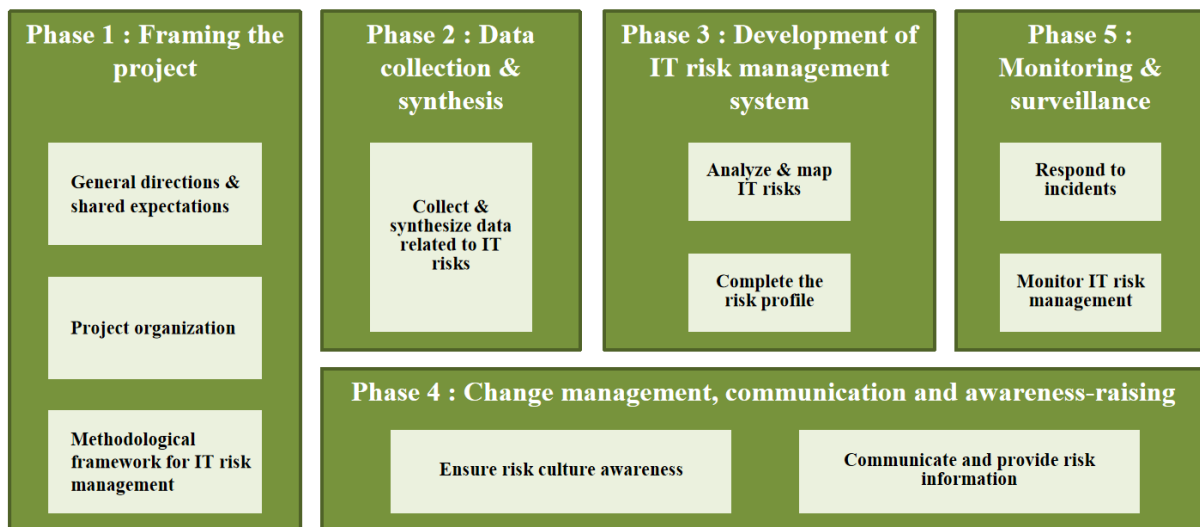 Phase 1 : Framing the
project
General directions &
shared expectations
Project organization
Methodological
framework for IT risk
management
Phase 2 : Data
collection &
synthesis
Collect &
synthesize data
related to IT
risks
Phase 3 : Development of
IT risk management
system
Analyze & map
IT risks
Complete the
risk profile
Phase 5 :
Monitoring &
surveillance
Respond to
incidents
Monitor IT risk
management
Phase 4 : Change management, communication and awareness-raising
Ensure risk culture awareness
Communicate and provide risk
information